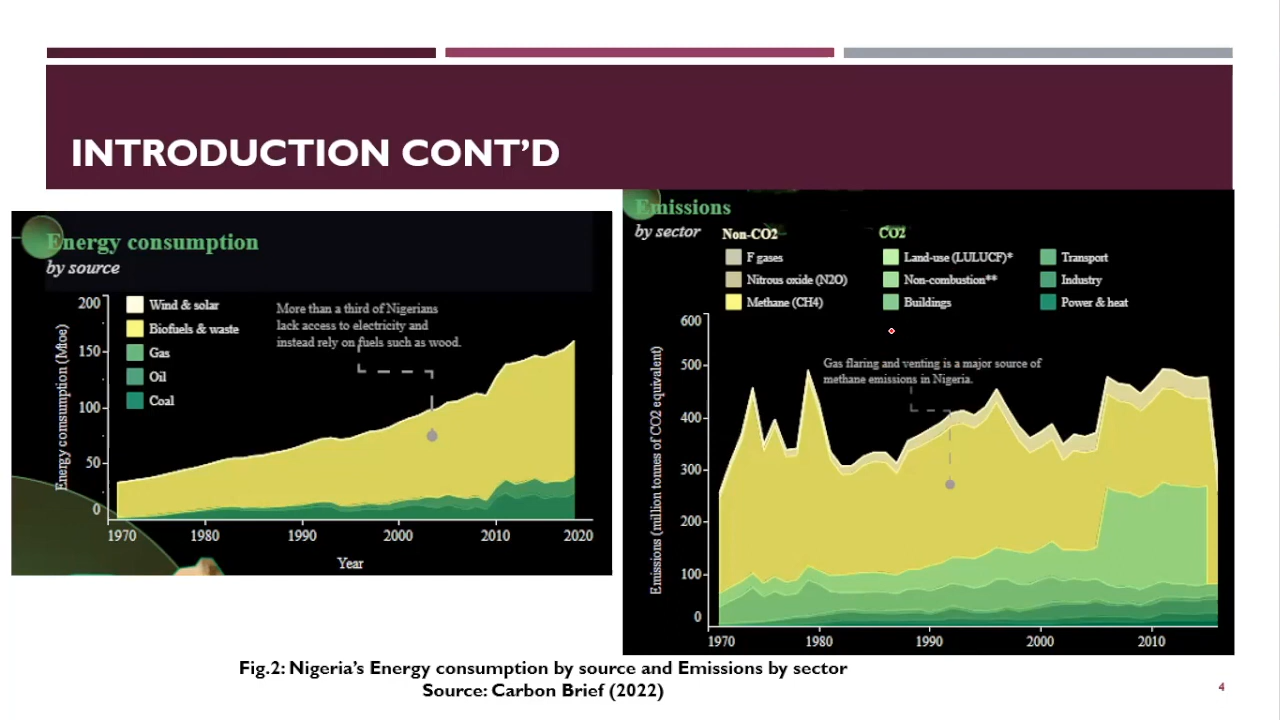 INTRODUCTION CONT'D
Energy consumption
by source
Wind & solar
Biofuels & waste
Gas
Oil
Coal
More than a third of Nigerians
lack access to electricity and
instead rely on fuels such as wood.
Energy comsumption (Mtoe)
200
150
100
50
0
1970 1980 1990 2000 2010 2020
Year
Emissions
by sector
Non-CO2
F gases
Nitrous oxide (N2O)
Methane (CH4)
CO2
Land-use (LULUCF)*
Non-combustion**
Buildings
Transport
Industry
Power & heat
Gas flaring and venting is a major source of
methane emissions in Nigeria.
Emissions (million tonnes of CO2 equivalent)
600
500
400
300
200
100
0
1970 1980 1990 2000 2010
Fig.2: Nigeria's Energy consumption by source and Emissions by sector
Source: Carbon Brief (2022)
4